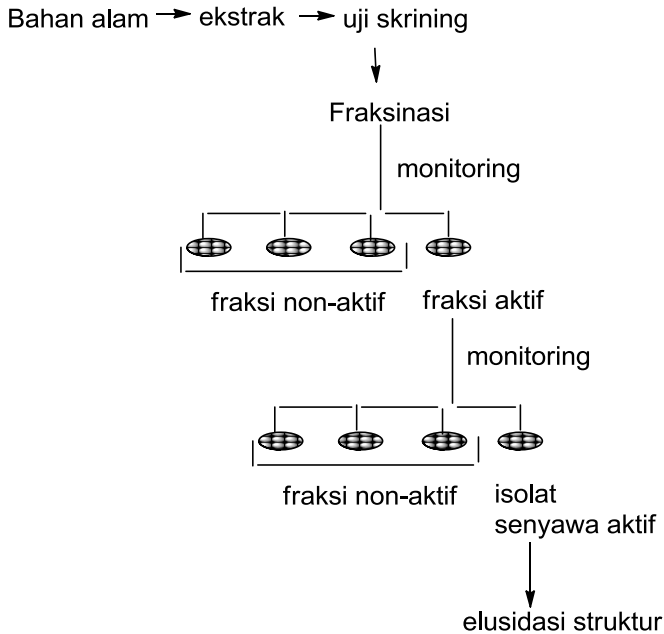 Bahan alam ekstrak uji skrining
Fraksinasi
monitoring
fraksi non-aktif fraksi aktif
monitoring
fraksi non-aktif isolat
senyawa aktif
elusidasi struktur